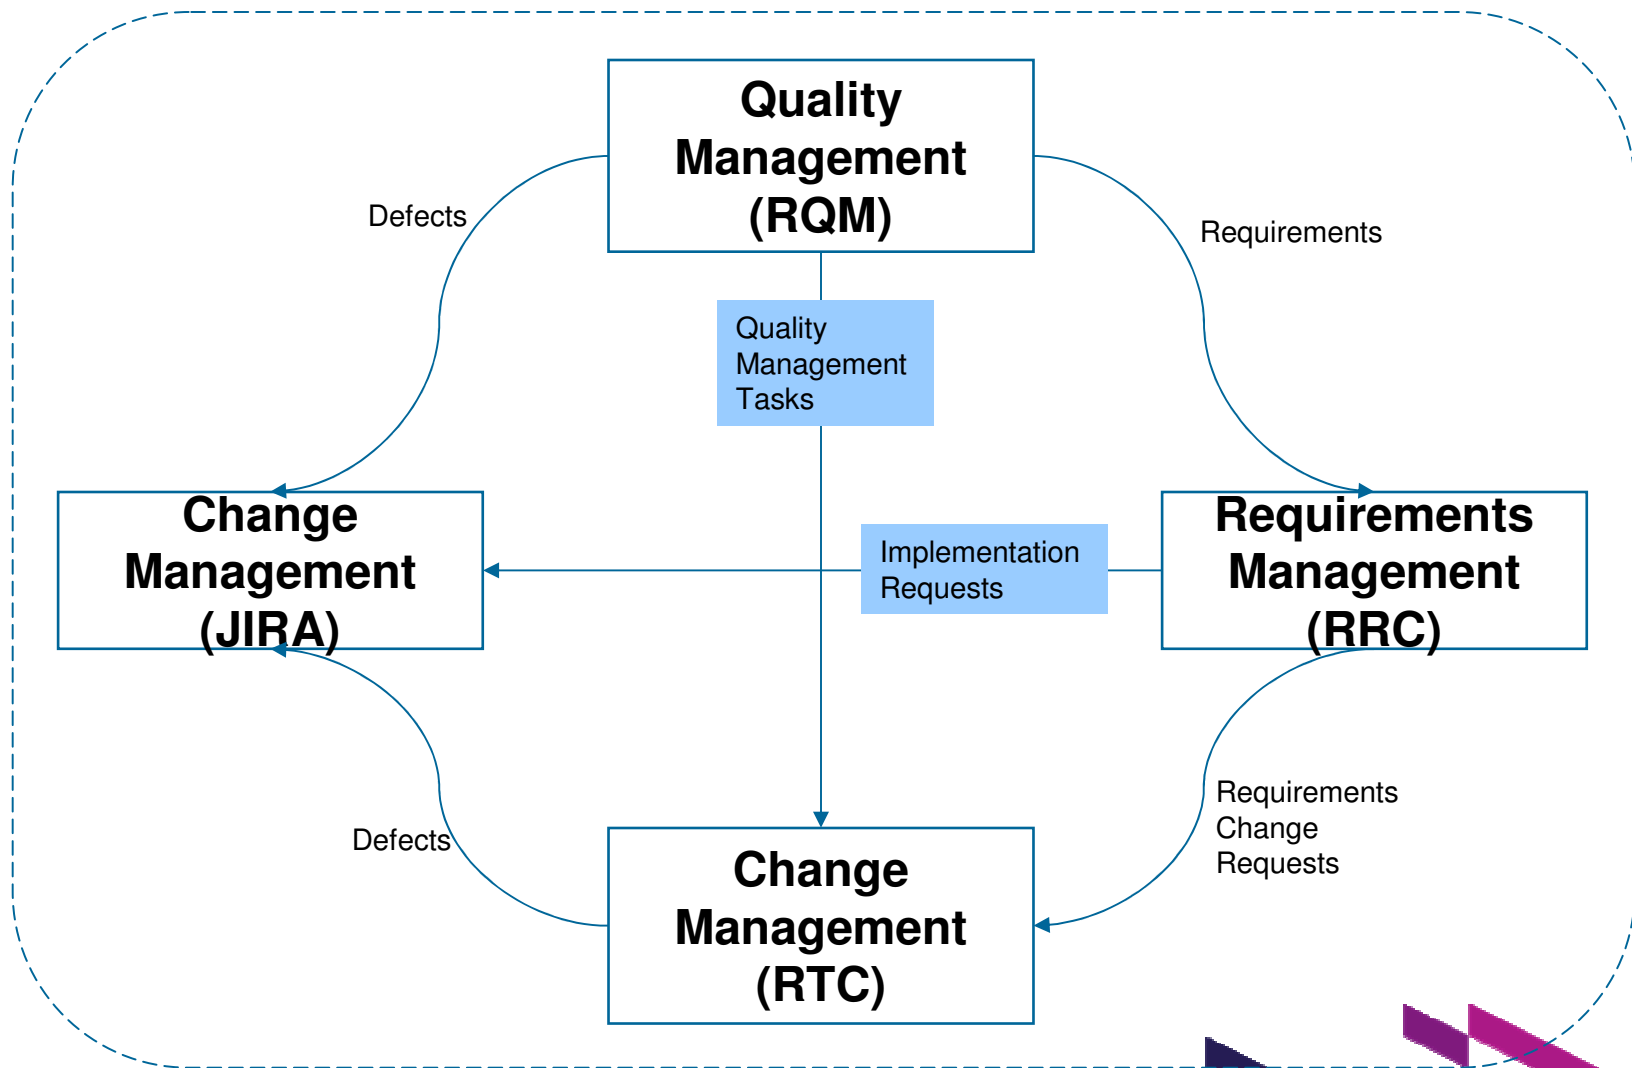 Quality
Management
(RQM)
Defects
Requirements
Quality
Management
Tasks
Change
Management
(JIRA)
Implementation
Requests
Requirements
Management
(RRC)
Defects
Requirements
Change
Requests
Change
Management
(RTC)